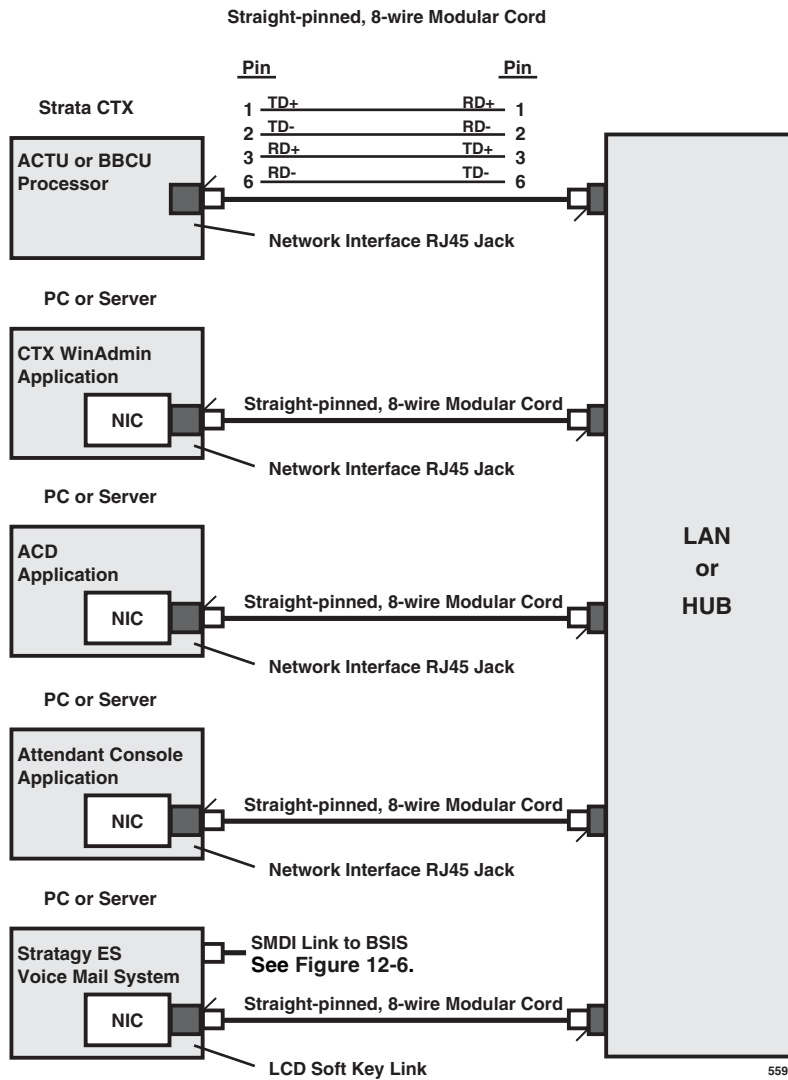 Straight-pinned, 8-wire Modular Cord
Pin Pin
Strata CTX
1 TD+ RD+ 1
2 TD- RD- 2
3 RD+ TD+ 3
6 RD- TD- 6
ACTU or BBCU
Processor
Network Interface RJ45 Jack
PC or Server
CTX WinAdmin
Application
NIC
Straight-pinned, 8-wire Modular Cord
Network Interface RJ45 Jack
PC or Server
ACD
Application
NIC
Straight-pinned, 8-wire Modular Cord
Network Interface RJ45 Jack
PC or Server
Attendant Console
Application
NIC
Straight-pinned, 8-wire Modular Cord
Network Interface RJ45 Jack
PC or Server
Stratagy ES
Voice Mail System
NIC
SMDI Link to BSIS
See Figure 12-6.
Straight-pinned, 8-wire Modular Cord
LCD Soft Key Link
LAN
or
HUB
559